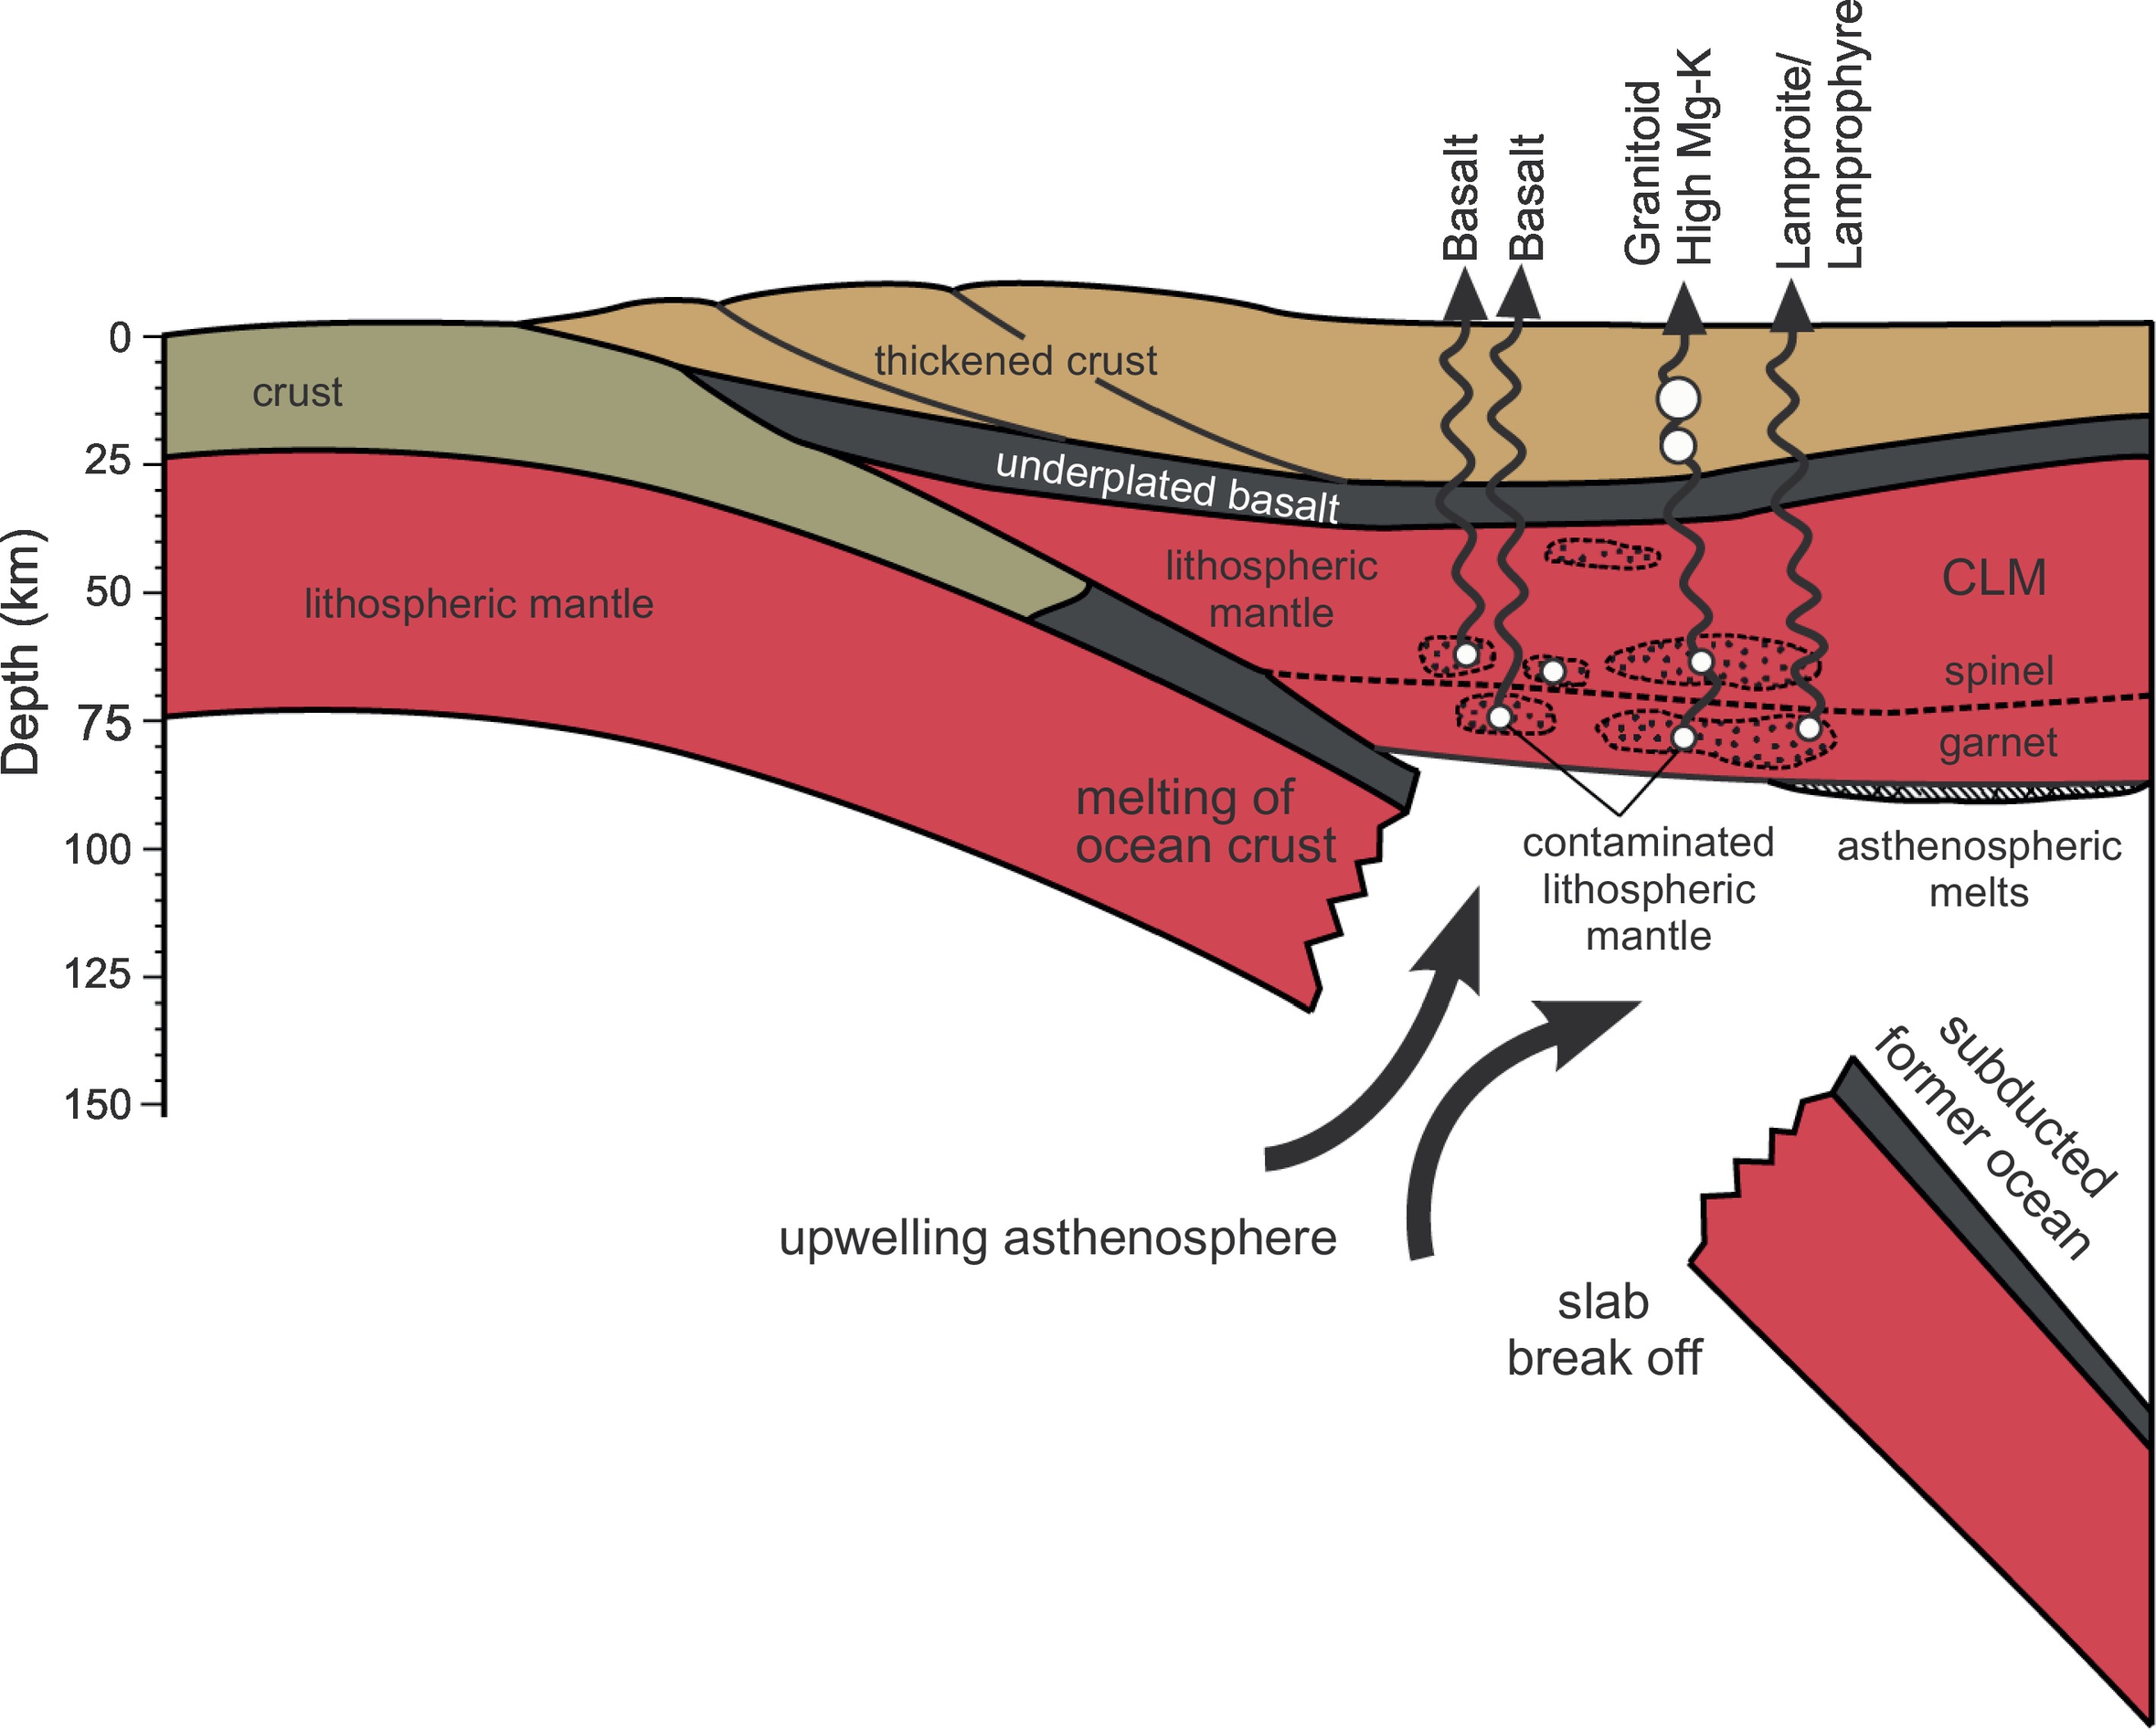 Basalt
Basalt
Granitoid
High Mg-K
Lamproite/
Lamprophyre
Depth (km)
0
25
50
75
100
125
150
crust
thickened crust
underplated basalt
lithospheric mantle
lithospheric
mantle
CLM
spinel
garnet
melting of
ocean crust
contaminated
lithospheric
mantle
asthenospheric
melts
upwelling asthenosphere
slab
break off
subducted
former ocean